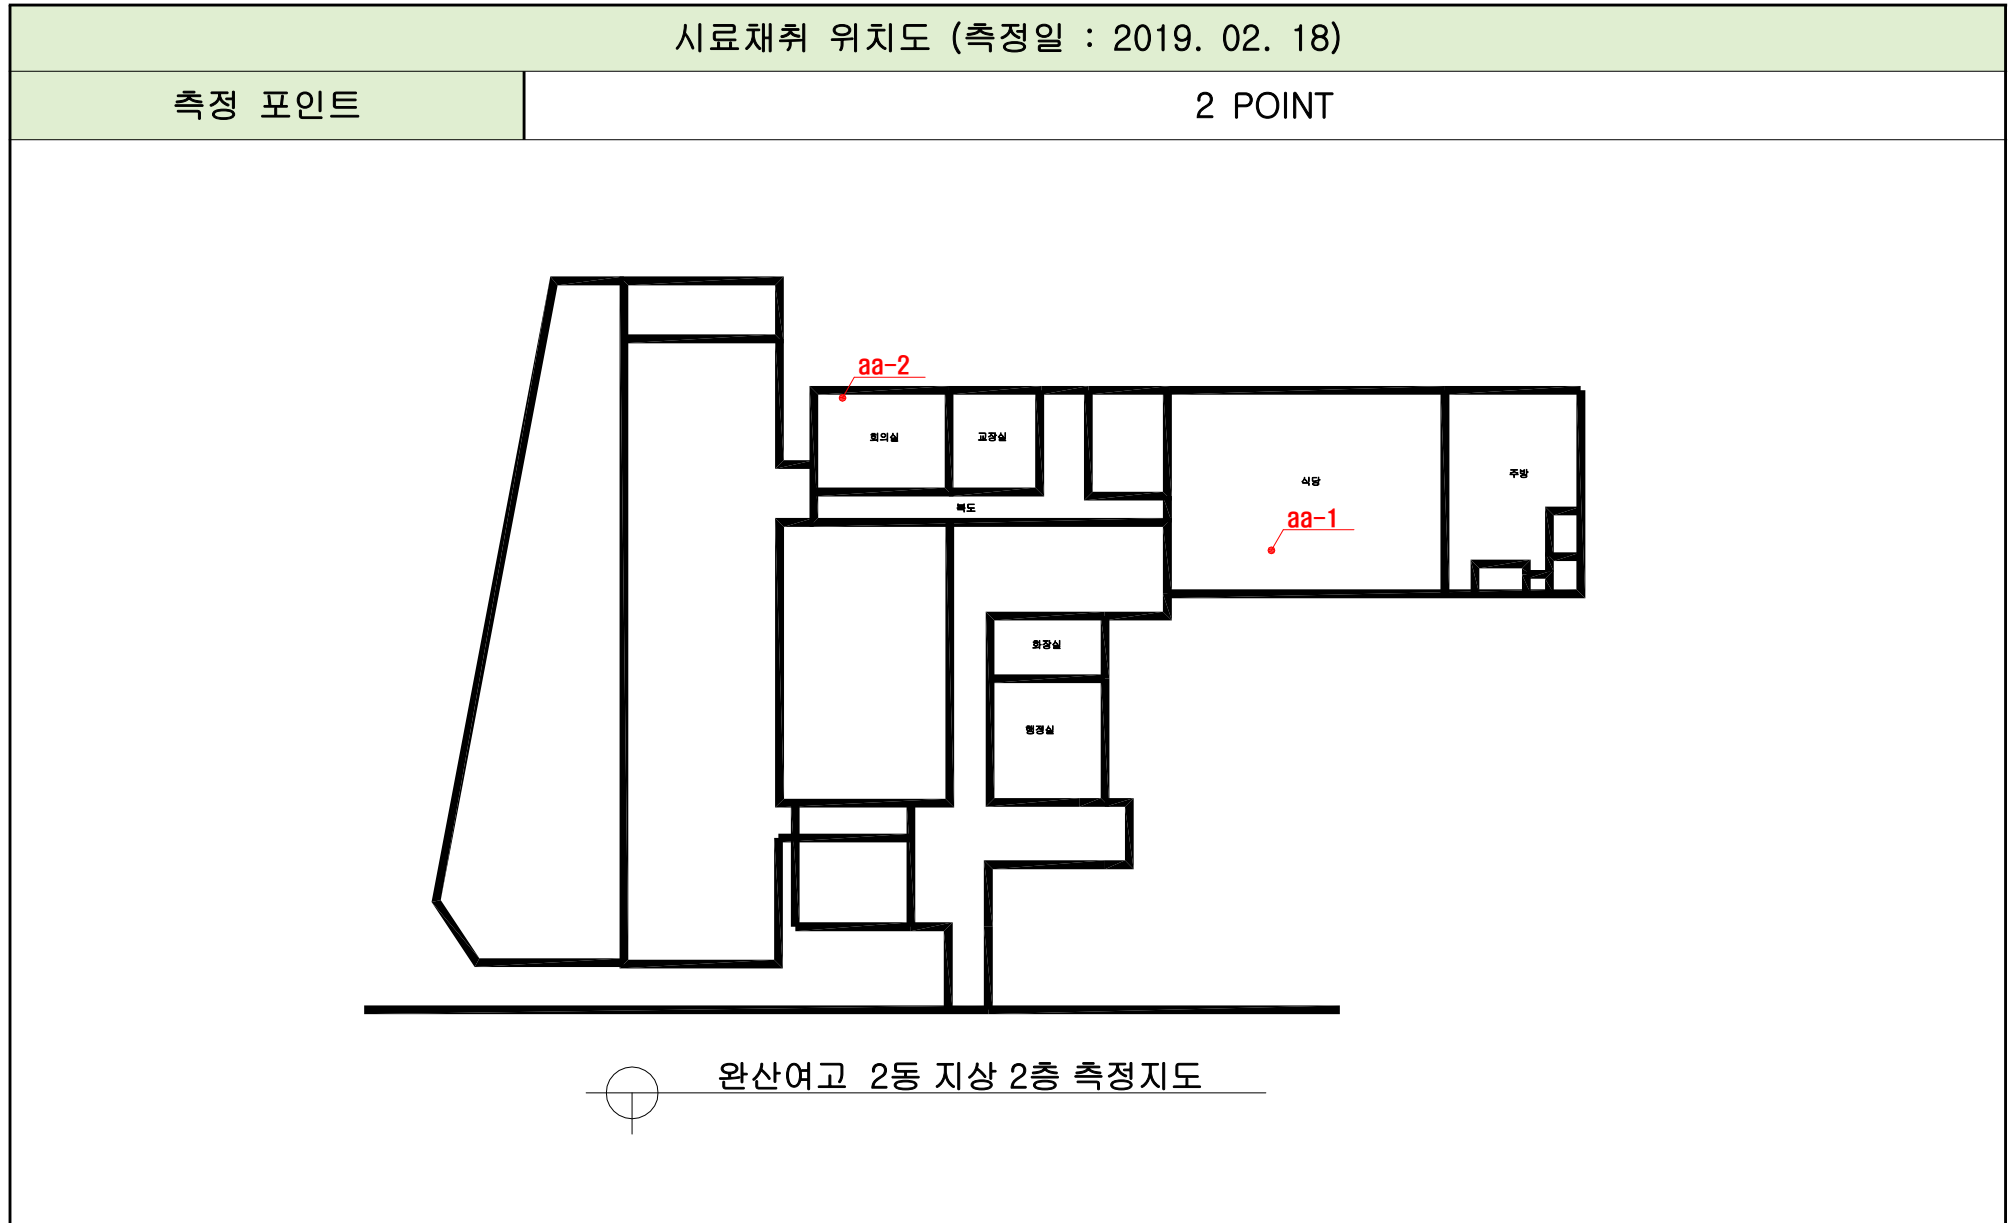 시료채취 위치도 (측정일 : 2019. 02. 18)
측정 포인트
2 POINT
aa-2
회의실
교장실
식당
주방
복도
aa-1
화장실
행정실
완산여고 2동 지상 2층 측정지도